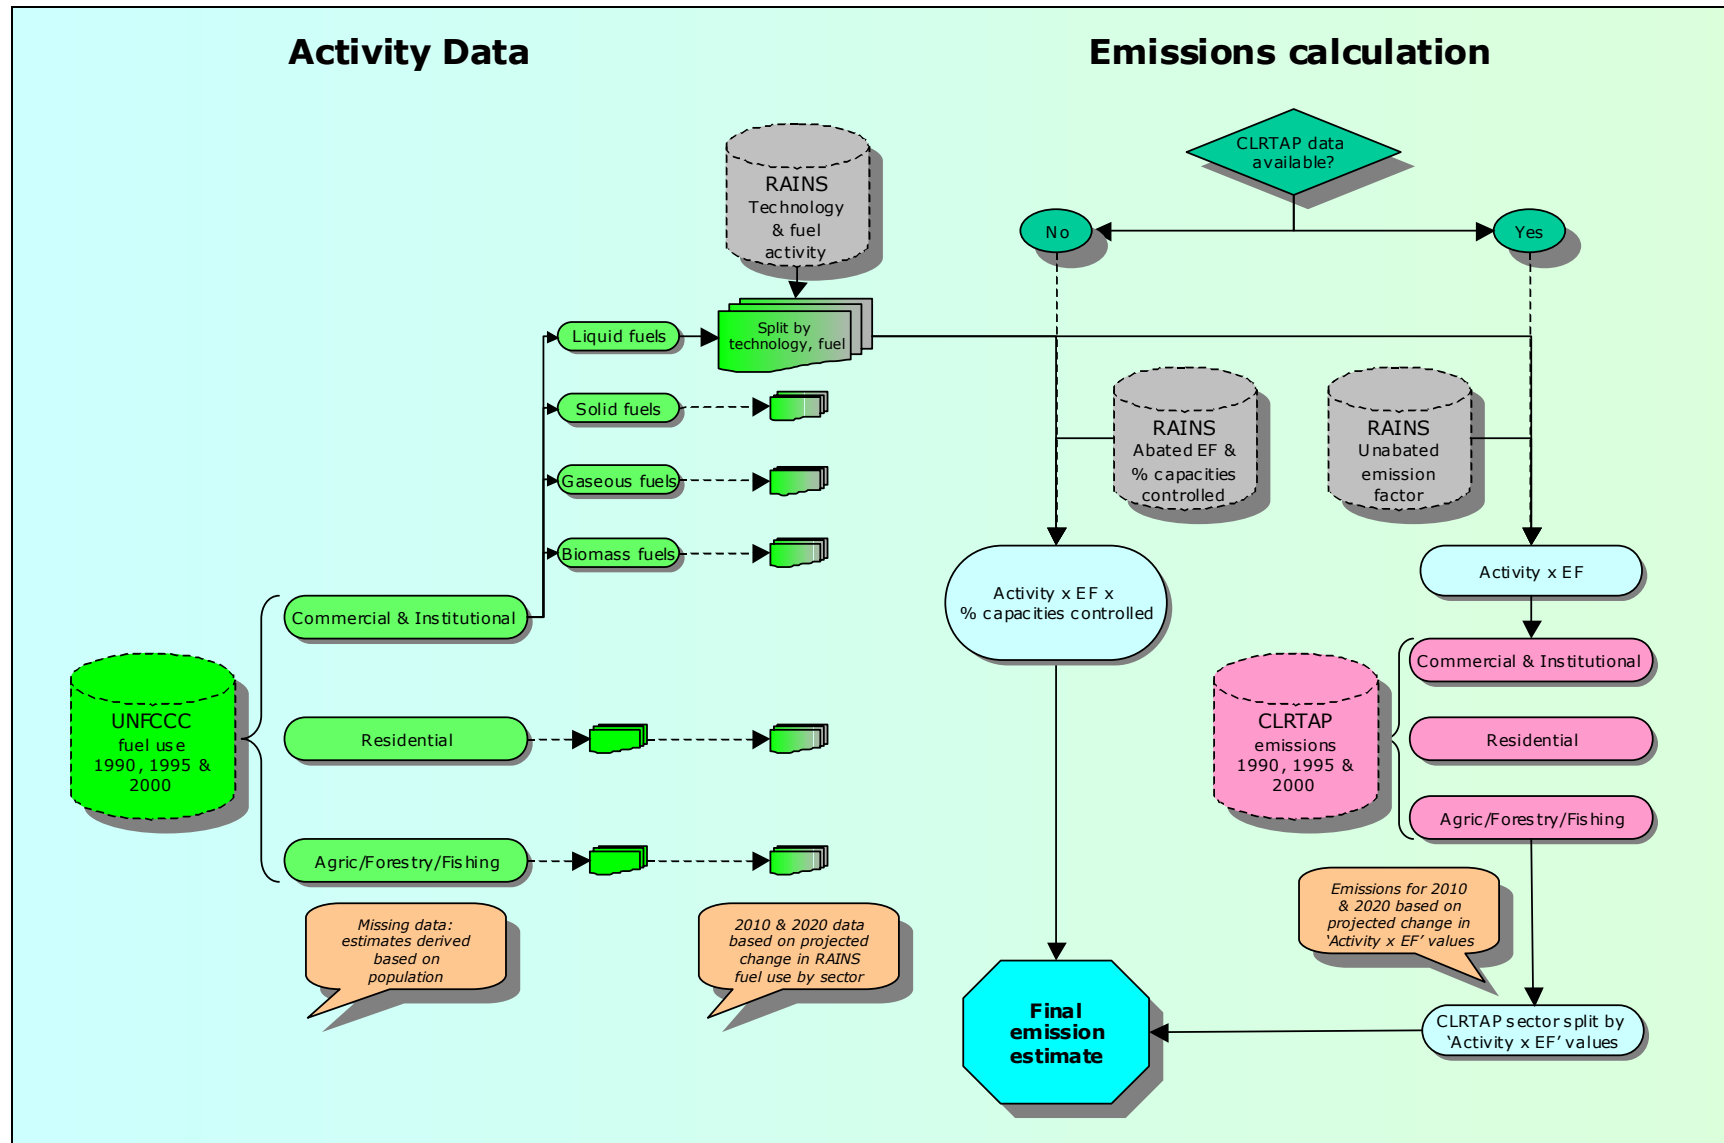 Activity Data
Emissions calculation
RAINS
Technology
& fuel
activity
CLRTAP data
available?
No
Yes
Liquid fuels
Split by
technology, fuel
Solid fuels
Gaseous fuels
Biomass fuels
RAINS
Abated EF &
% capacities
controlled
RAINS
Unabated
emission
factor
Commercial & Institutional
Activity x EF x
% capacities controlled
Activity x EF
UNFCCC
fuel use
1990, 1995 &
2000
Residential
Agric/Forestry/Fishing
CLRTAP
emissions
1990, 1995 &
2000
Commercial & Institutional
Residential
Agric/Forestry/Fishing
Missing data:
estimates derived
based on
population
2010 & 2020 data
based on projected
change in RAINS
fuel use by sector
Emissions for 2010
& 2020 based on
projected change in
‘Activity x EF’ values
Final
emission
estimate
CLRTAP sector split by
‘Activity x EF’ values